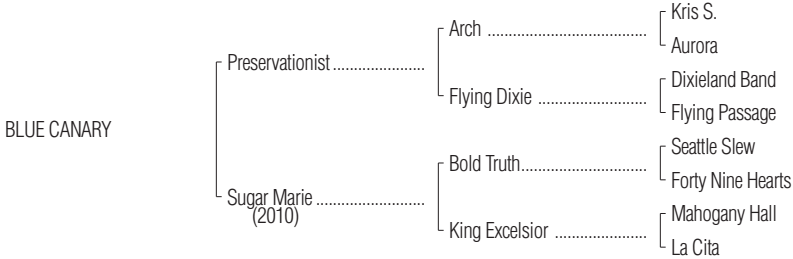 Kris S.
Arch ....................................
Aurora
Preservationist .....................
Dixieland Band
Flying Dixie .........................
Flying Passage
BLUE CANARY
Seattle Slew
Bold Truth.............................
Forty Nine Hearts
Sugar Marie ........................
(2010)
Mahogany Hall
King Excelsior .....................
La Cita